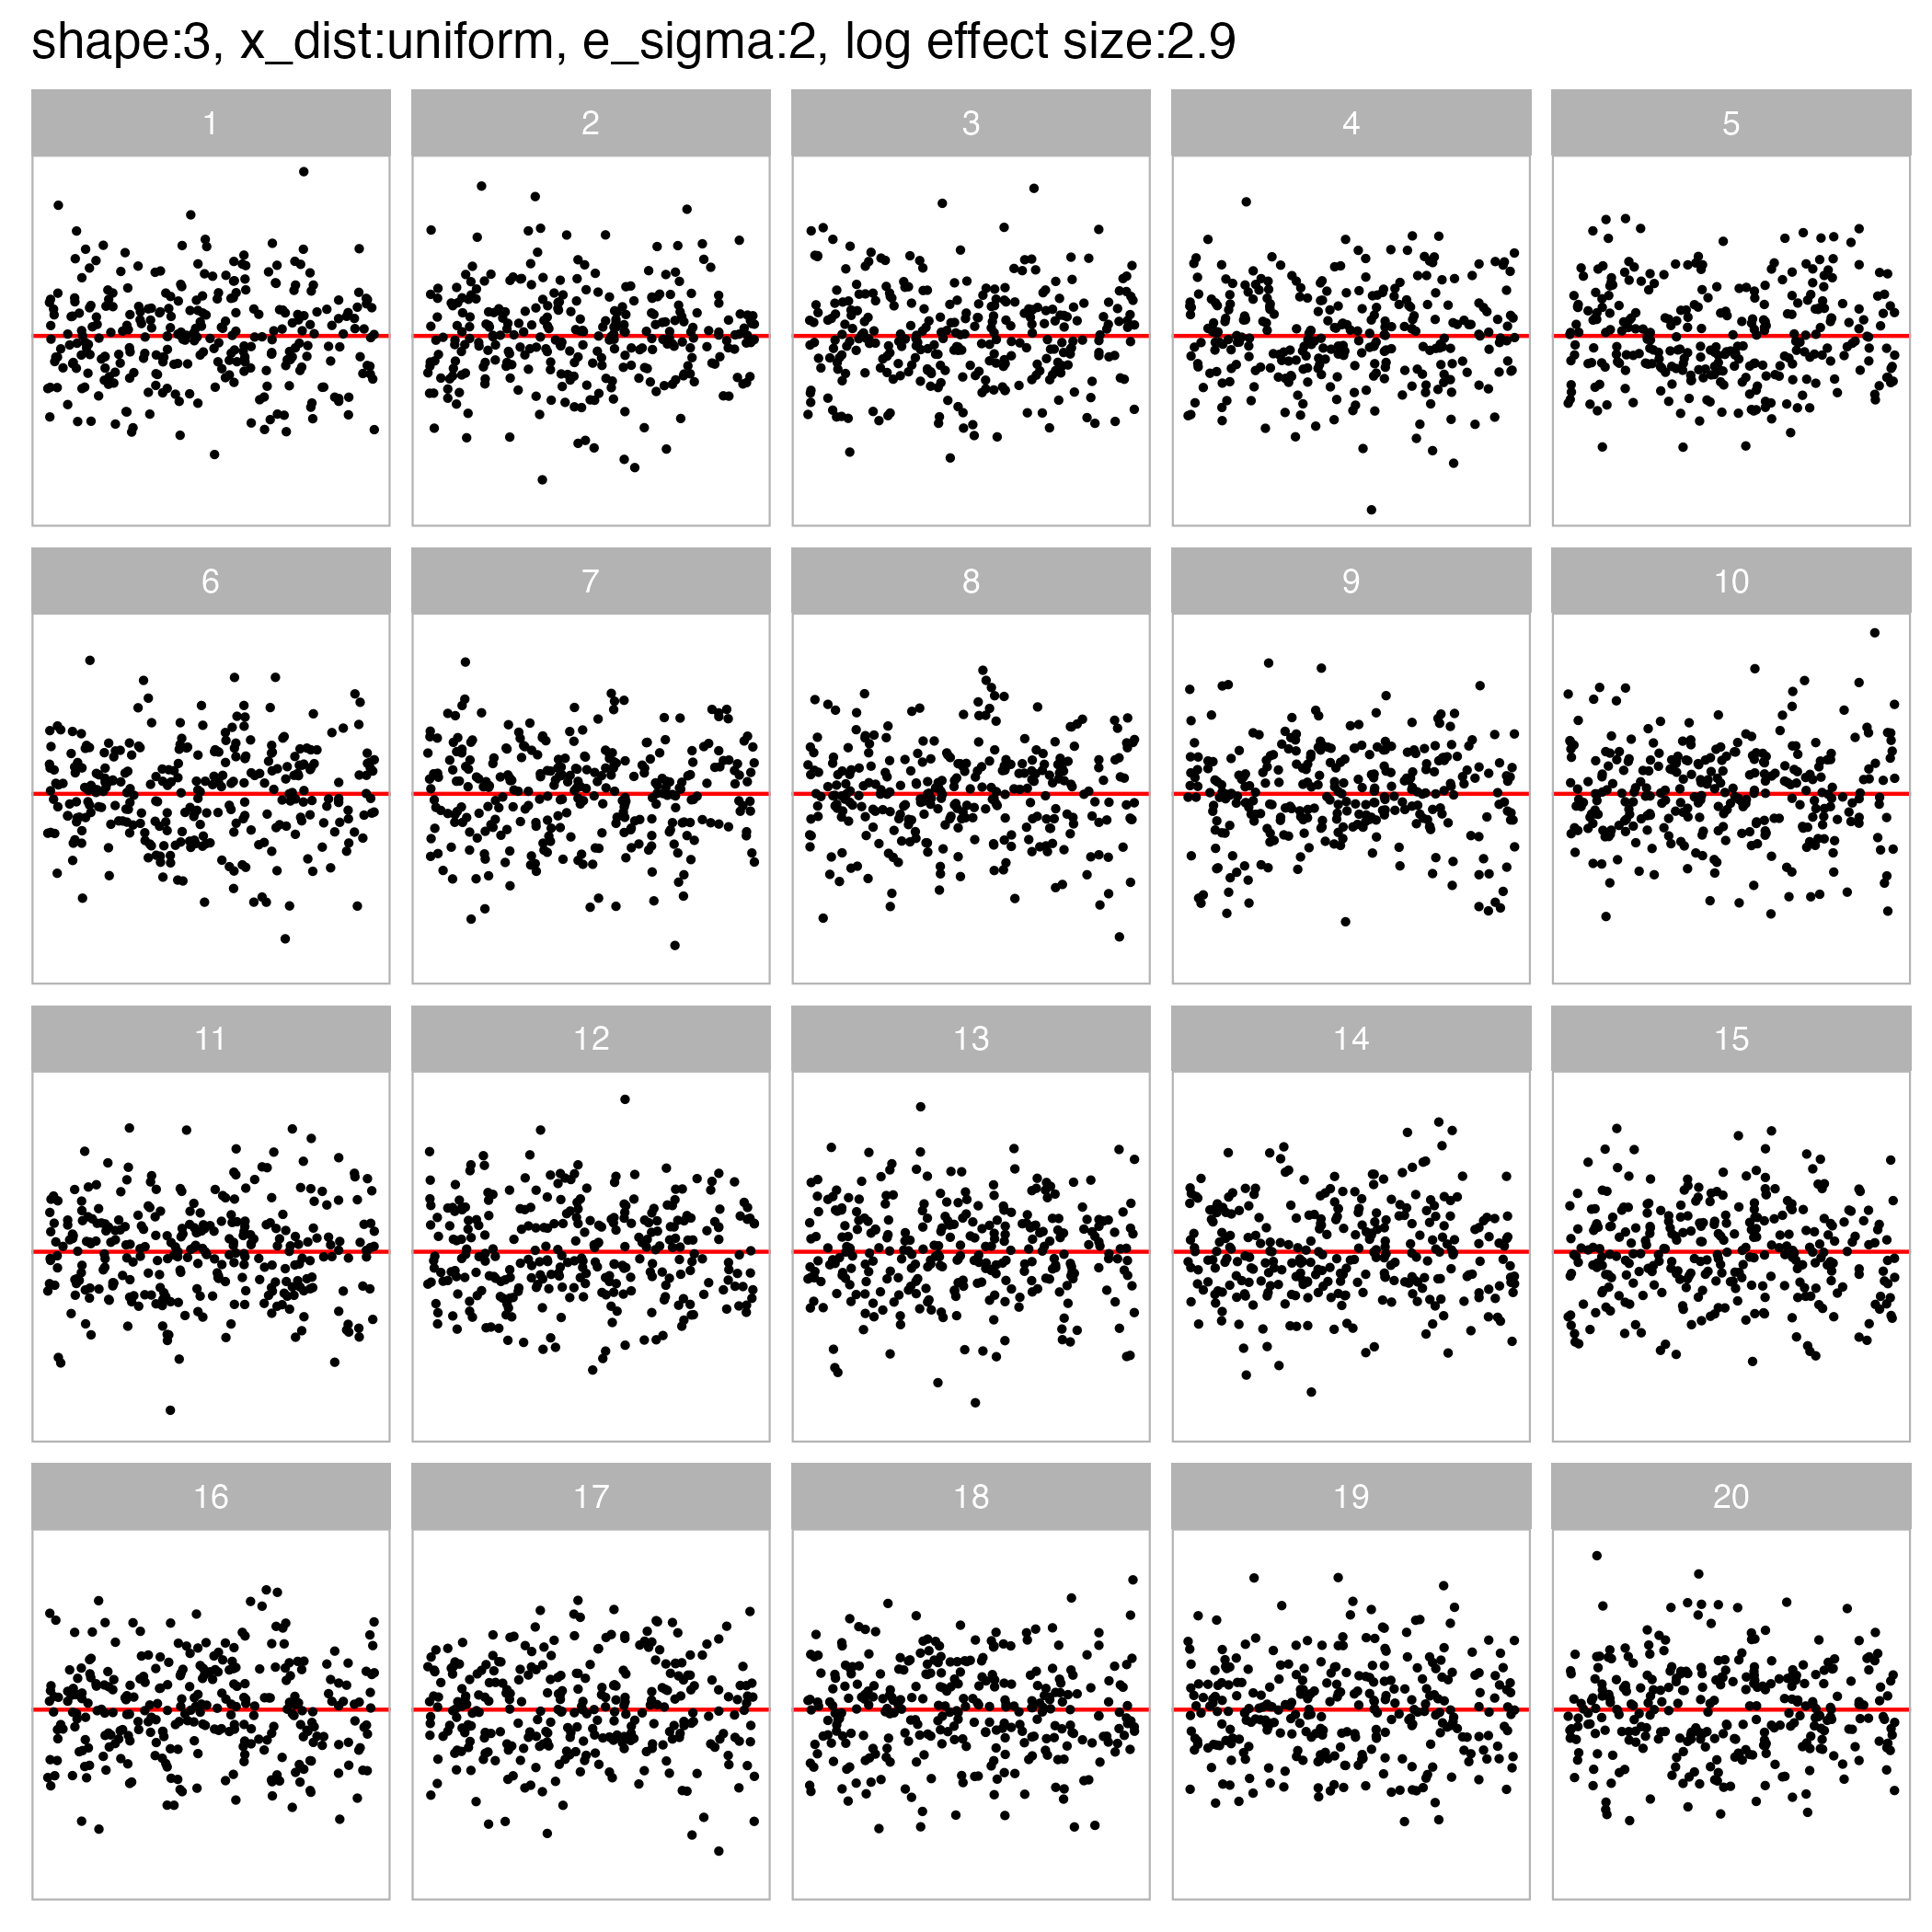 shape:3, x_dist:uniform, e_sigma:2, log effect size:2.9
1 2 3 4 5
6 7 8 9 10
11 12 13 14 15
16 17 18 19 20